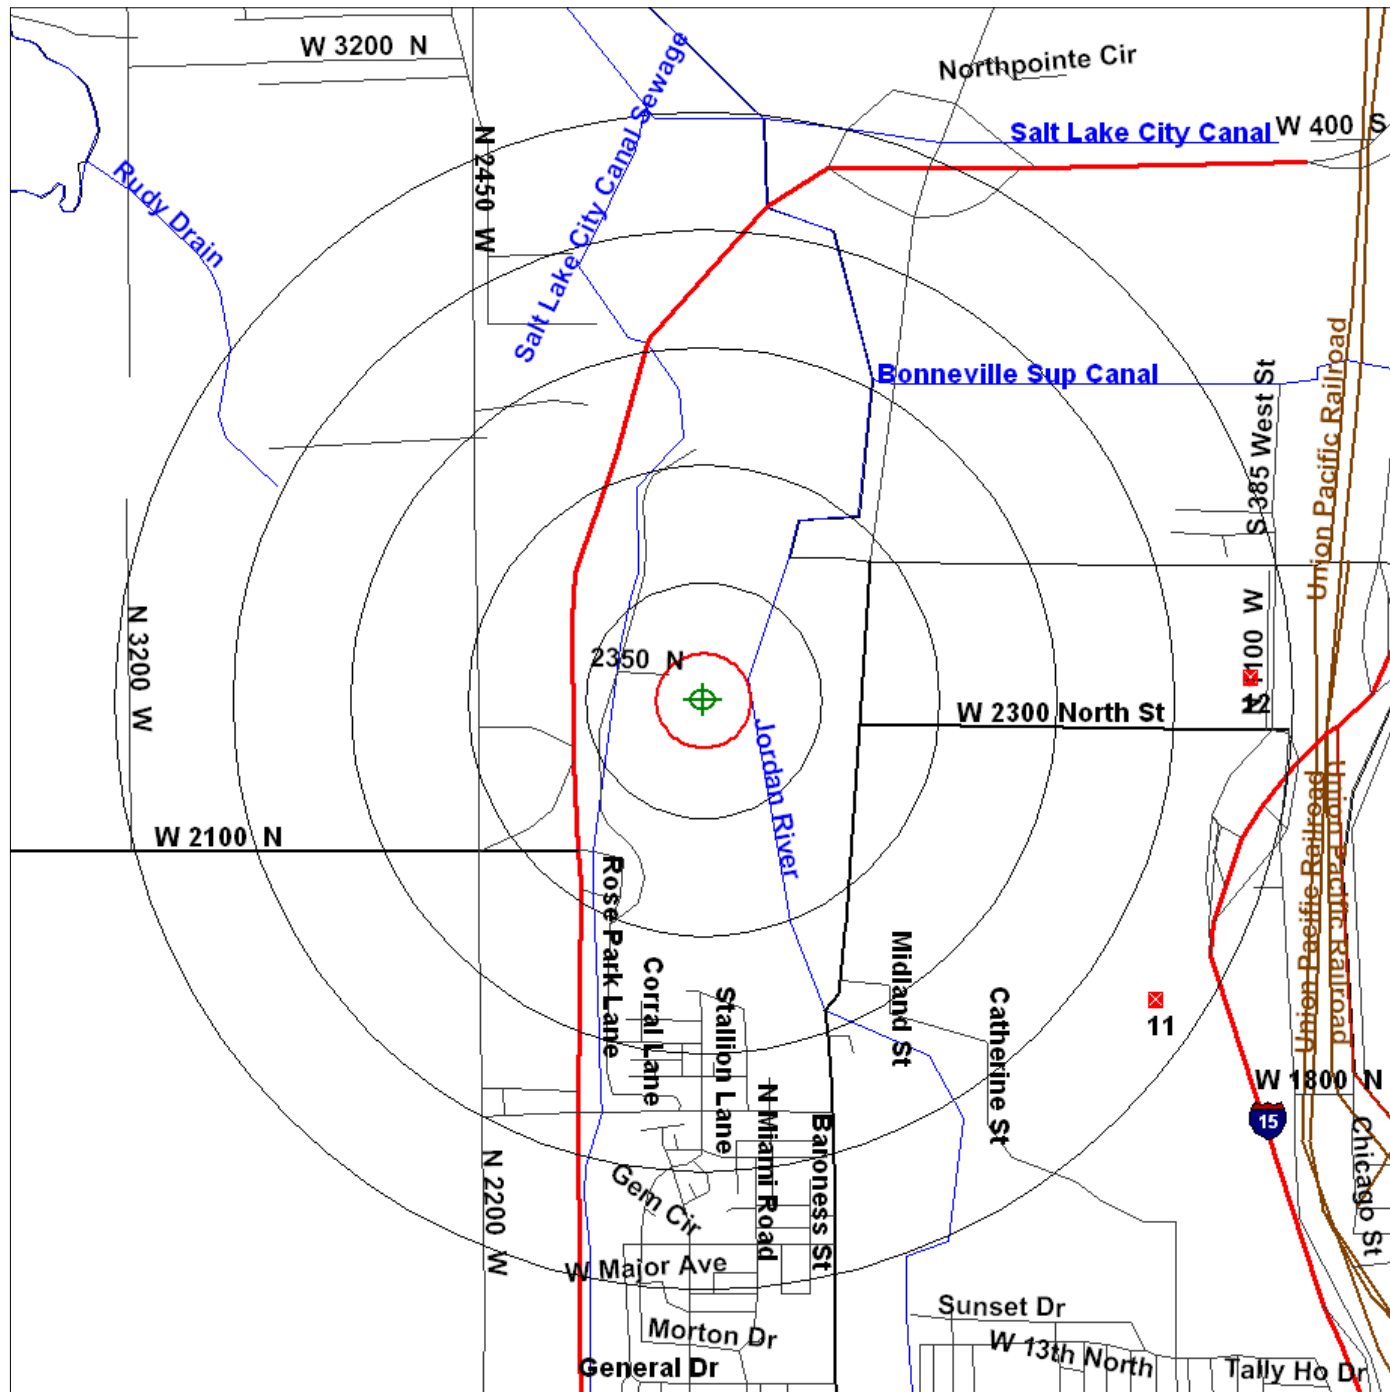 W 3200 N
Northpointe Cir
Salt Lake City Canal Sewage
Salt Lake City Canal
W 400 S
N 2450 W
Rudy Drain
Bonneville Sup Canal
Union Pacific Railroad
S 385 West St
N 3200 W
2350 N
1100 W
12
W 2300 North St
Jordan River
W 2100 N
Union Pacific Railroad
Union Pacific Railroad
Rose Park Lane
Corral Lane
Stallion Lane
Midland St
Catherine St
11
W 1800 N
15
N Miami Road
Baroness St
Chicago St
N 2200 W
Gem Cir
W Major Ave
Sunset Dr
Morton Dr
W 13th North
General Dr
Tally Ho Dr